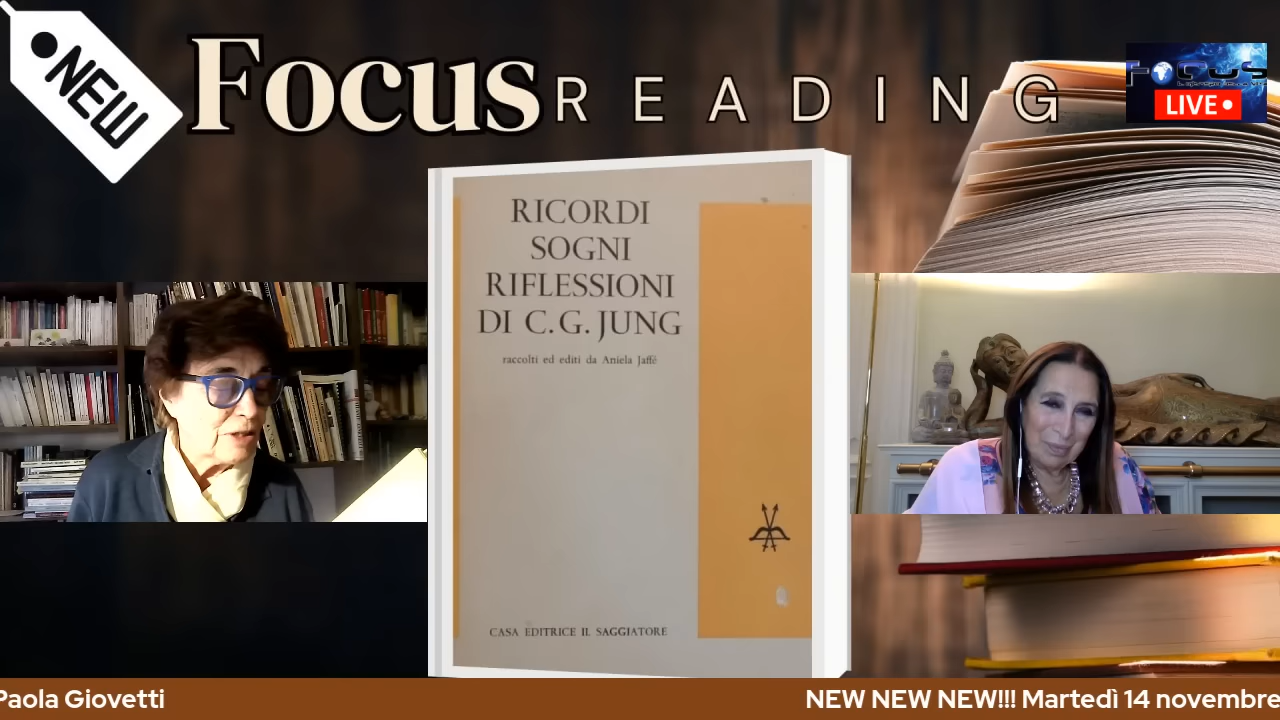 NEW
Focus READING
FOCUS
LIVE
RICORDI
SOGNI
RIFLESSIONI
DI C. G. JUNG
raccolti ed editi da Aniela Jaffé
CASA EDITRICE IL SAGGIATORE
Paola Giovetti
NEW NEW NEW!!! Martedì 14 novembre